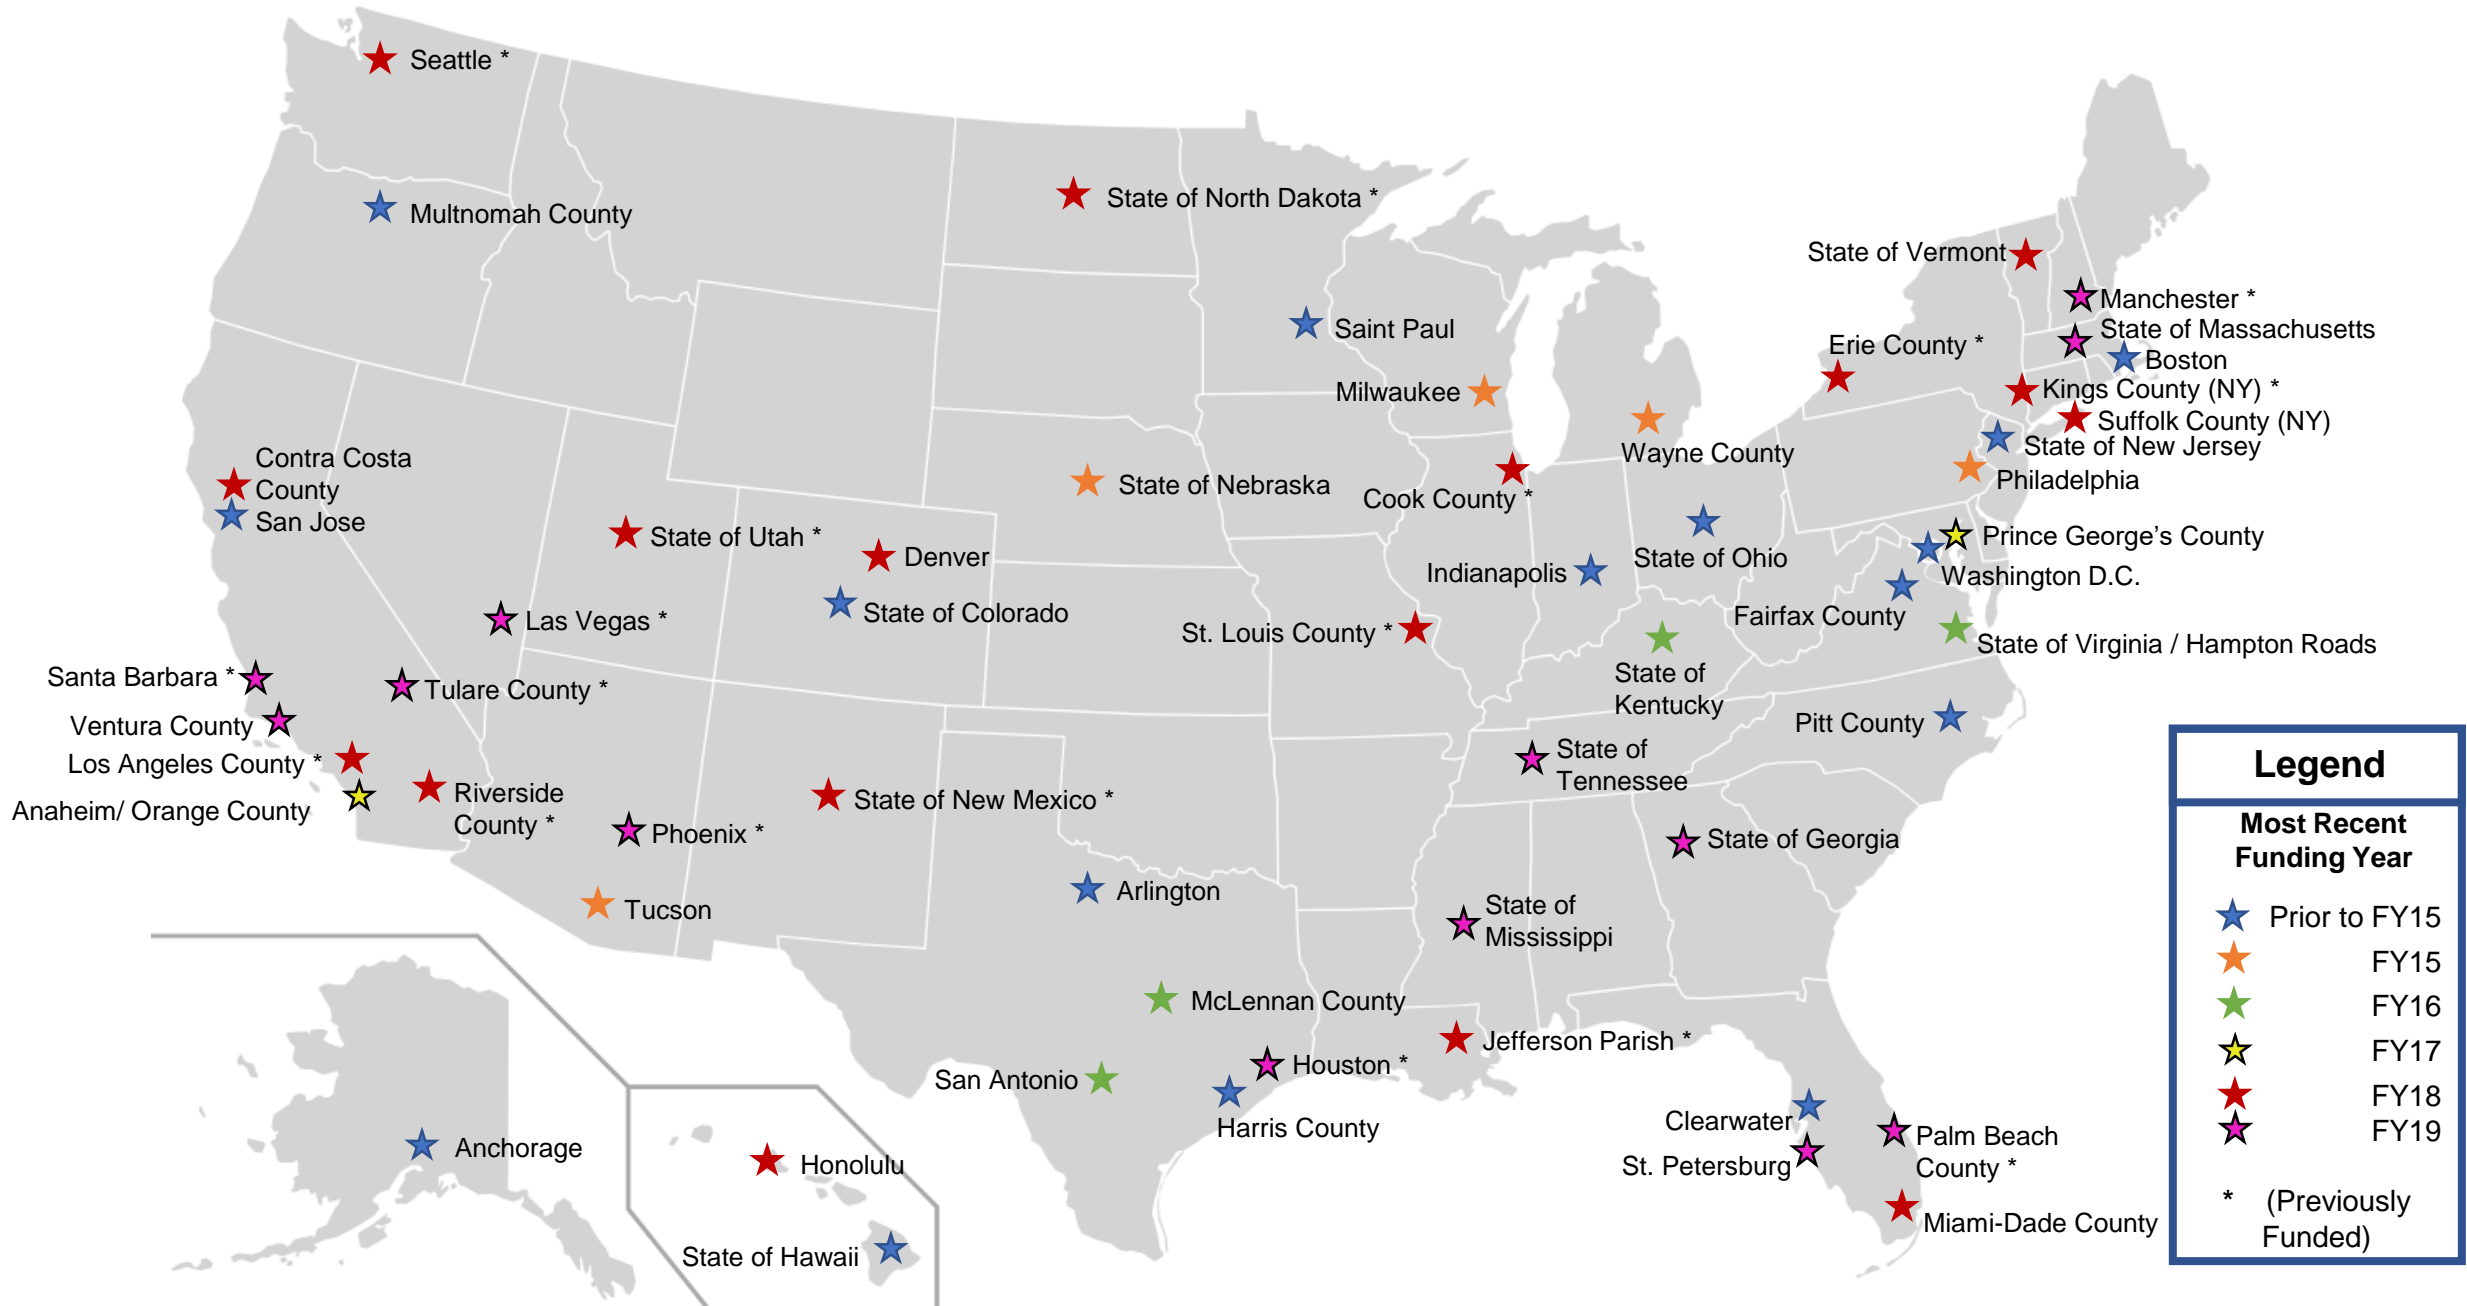 Seattle *
Multnomah County
State of North Dakota *
State of Vermont
Manchester *
State of Massachusetts
Boston
Erie County *
Kings County (NY) *
Suffolk County (NY)
State of New Jersey
Philadelphia
Saint Paul
Milwaukee
Wayne County
Cook County *
State of Nebraska
Contra Costa
County
San Jose
State of Utah *
Denver
State of Colorado
Indianapolis
State of Ohio
Prince George’s County
Washington D.C.
Fairfax County
State of Virginia / Hampton Roads
Las Vegas *
St. Louis County *
State of
Kentucky
Santa Barbara *
Tulare County *
Ventura County
Los Angeles County *
Anaheim/ Orange County
Riverside
County *
Phoenix *
Tucson
State of New Mexico *
Pitt County
State of
Tennessee
State of Georgia
Arlington
State of
Mississippi
McLennan County
San Antonio
Houston *
Harris County
Jefferson Parish *
Clearwater
St. Petersburg
Palm Beach
County *
Miami-Dade County
Anchorage
Honolulu
State of Hawaii
Legend
Most Recent
Funding Year
Prior to FY15
FY15
FY16
FY17
FY18
FY19
* (Previously
Funded)